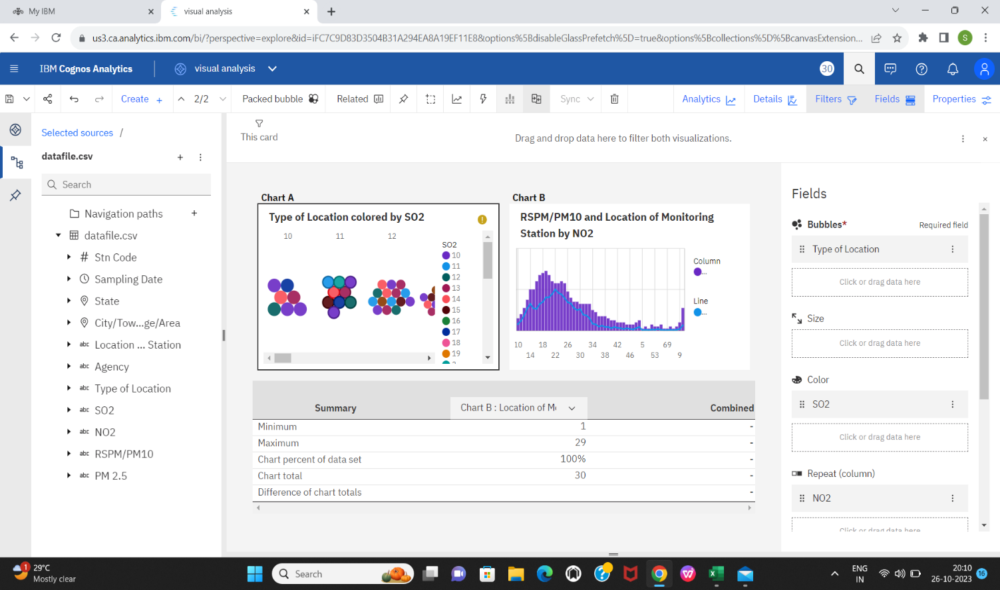 My IBM
visual analysis
us3.ca.analytics.ibm.com/bi/?perspective=explore&id=iFC7C9D83D3504B31A294EA8A19EF11E8&options%5BdisableGlassPrefetch%5D=true&options%5Bcollections%5D%5BcanvasExtension...
S
IBM Cognos Analytics
visual analysis
30
Create +
2/2
Packed bubble
Related
Sync
Analytics
Details
Filters
Fields
Properties
Selected sources /
This card
Drag and drop data here to filter both visualizations.
datafile.csv
Search
Navigation paths
datafile.csv
# Stn Code
Sampling Date
State
City/Tow...ge/Area
abc Location ... Station
abc Agency
abc Type of Location
abc SO2
abc NO2
abc RSPM/PM10
abc PM 2.5
Chart A
Type of Location colored by SO2
10 11 12
SO2
10
11
12
13
14
15
16
17
18
19
Chart B
RSPM/PM10 and Location of Monitoring
Station by NO2
Column
...
Line
...
10 18 26 34 42 5 69
14 22 30 38 46 53 9
Summary Chart B : Location of Combined
Minimum 1 -
Maximum 29 -
Chart percent of data set 100% -
Chart total 30 -
Difference of chart totals -
Fields
Bubbles* Required field
Type of Location
Click or drag data here
Size
Click or drag data here
Color
SO2
Click or drag data here
Repeat (column)
NO2
Click or drag data here
1
29°C
Mostly clear
Search
ENG
IN
20:10
26-10-2023
16